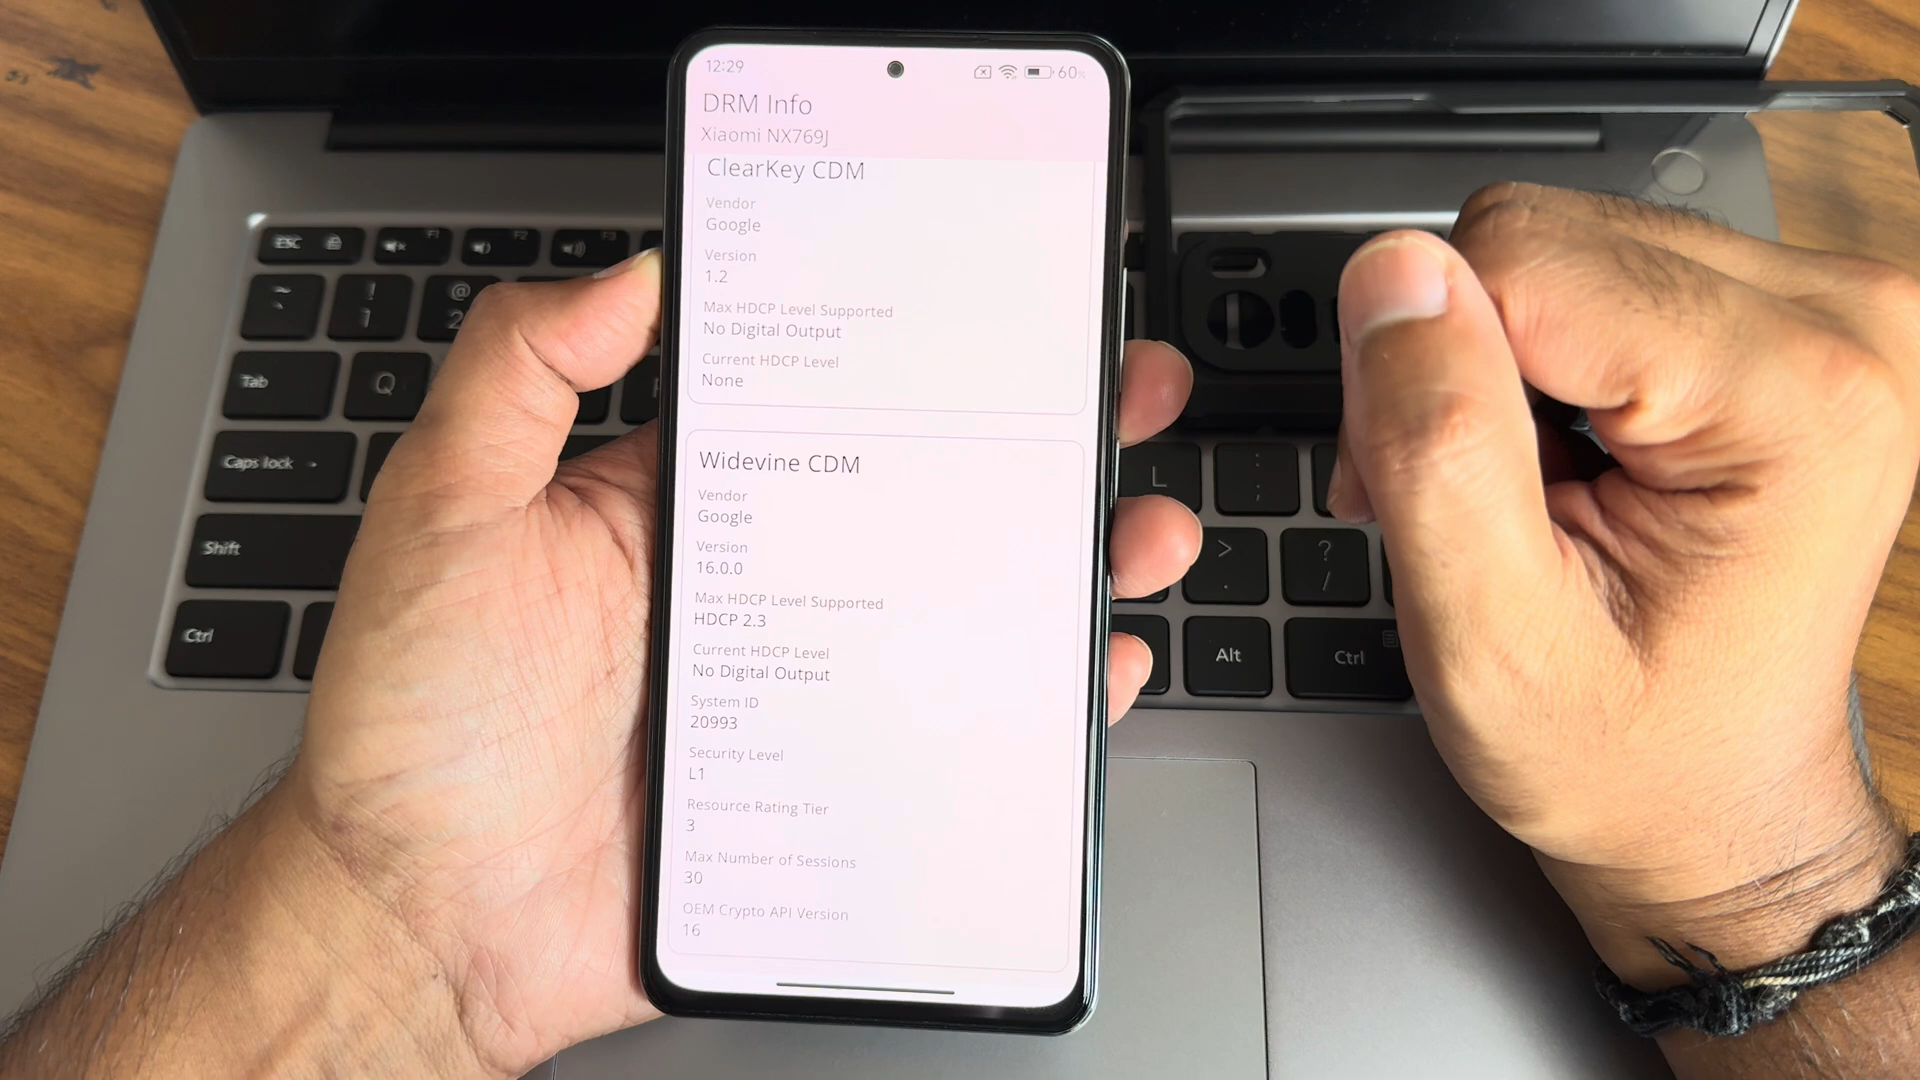 12:29
60%
DRM Info
Xiaomi NX769J
ClearKey CDM
Vendor
Google
Version
1.2
Max HDCP Level Supported
No Digital Output
Current HDCP Level
None
Widevine CDM
Vendor
Google
Version
16.0.0
Max HDCP Level Supported
HDCP 2.3
Current HDCP Level
No Digital Output
System ID
20993
Security Level
L1
Resource Rating Tier
3
Max Number of Sessions
30
OEM Crypto API Version
16
ESC
F1
F2
F3
~
!
1
@
2
Tab
Q
Caps lock
L
:
;
Shift
>
.
?
/
Ctrl
Alt
Ctrl